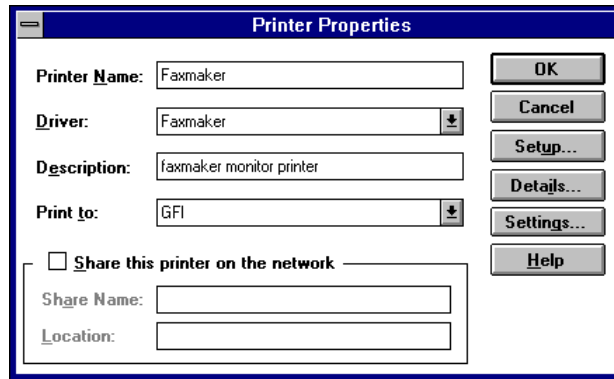 Printer Properties
Printer Name: Faxmaker
OK
Driver: Faxmaker
Cancel
Description: faxmaker monitor printer
Setup...
Print to: GFI
Details...
Settings...
Share this printer on the network
Help
Share Name:
Location: